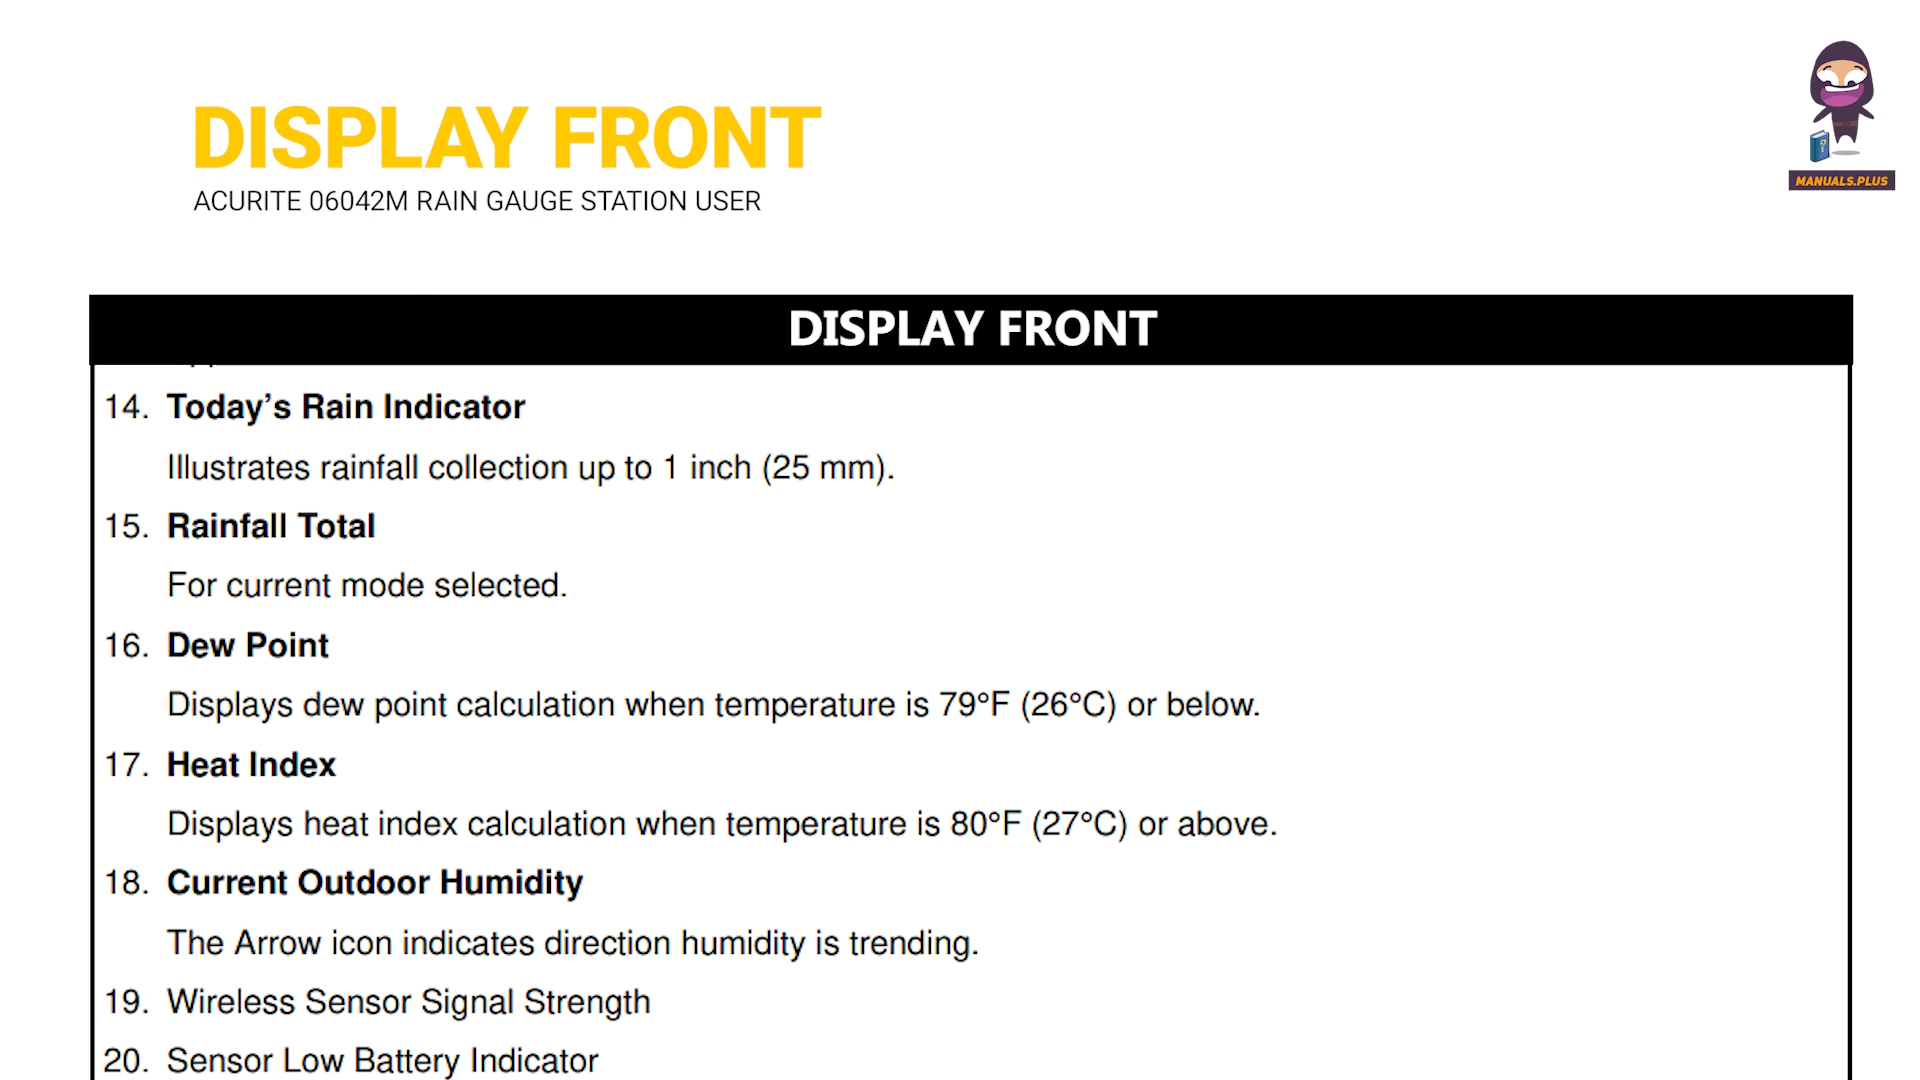 DISPLAY FRONT
ACURITE 06042M RAIN GAUGE STATION USER
MANUALS.PLUS
DISPLAY FRONT
14. Today’s Rain Indicator
Illustrates rainfall collection up to 1 inch (25 mm).
15. Rainfall Total
For current mode selected.
16. Dew Point
Displays dew point calculation when temperature is 79°F (26°C) or below.
17. Heat Index
Displays heat index calculation when temperature is 80°F (27°C) or above.
18. Current Outdoor Humidity
The Arrow icon indicates direction humidity is trending.
19. Wireless Sensor Signal Strength
20. Sensor Low Battery Indicator